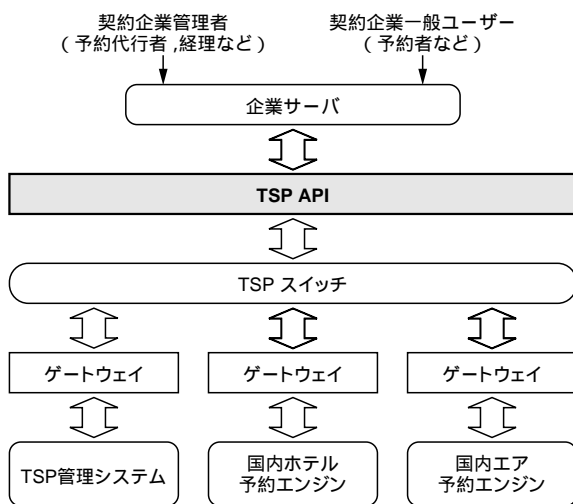 契約企業管理者
(予約代行者,経理など)
契約企業一般ユーザー
(予約者など)
企業サーバ
TSP API
TSP スイッチ
ゲートウェイ
ゲートウェイ
ゲートウェイ
TSP管理システム
国内ホテル
予約エンジン
国内エア
予約エンジン